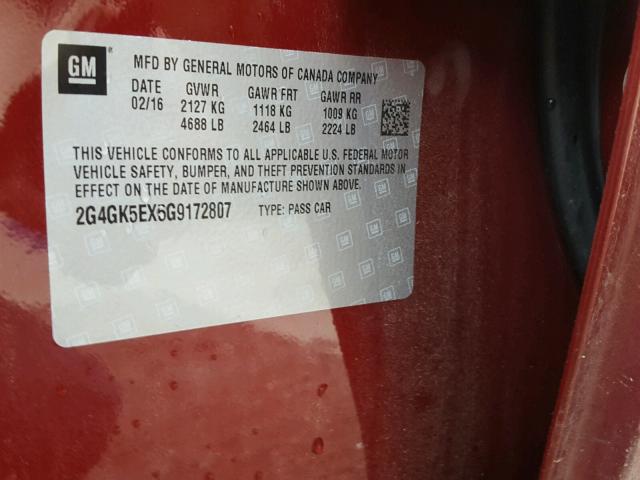 GM
MFD BY GENERAL MOTORS OF CANADA COMPANY
DATE GVWR GAWR FRT GAWR RR
02/16 2127 KG 1118 KG 1009 KG
4688 LB 2464 LB 2224 LB
THIS VEHICLE CONFORMS TO ALL APPLICABLE U.S. FEDERAL MOTOR
VEHICLE SAFETY, BUMPER, AND THEFT PREVENTION STANDARDS IN
EFFECT ON THE DATE OF MANUFACTURE SHOWN ABOVE.
2G4GK5EX5G9172807 TYPE: PASS CAR